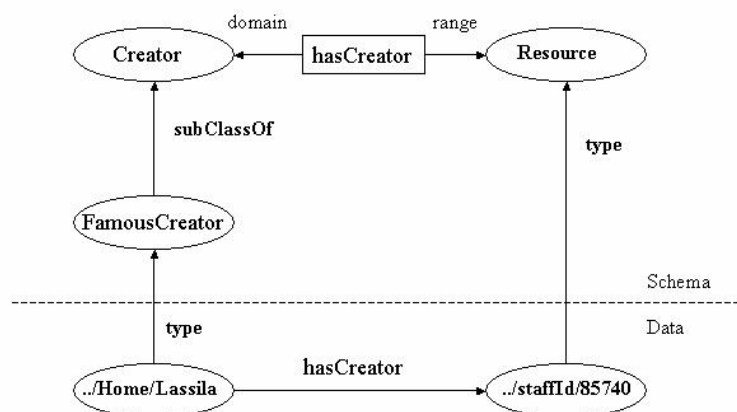 domain
range
Creator
hasCreator
Resource
subClassOf
type
FamousCreator
Schema
type
Data
hasCreator
../Home/Lassila
../staffId/85740